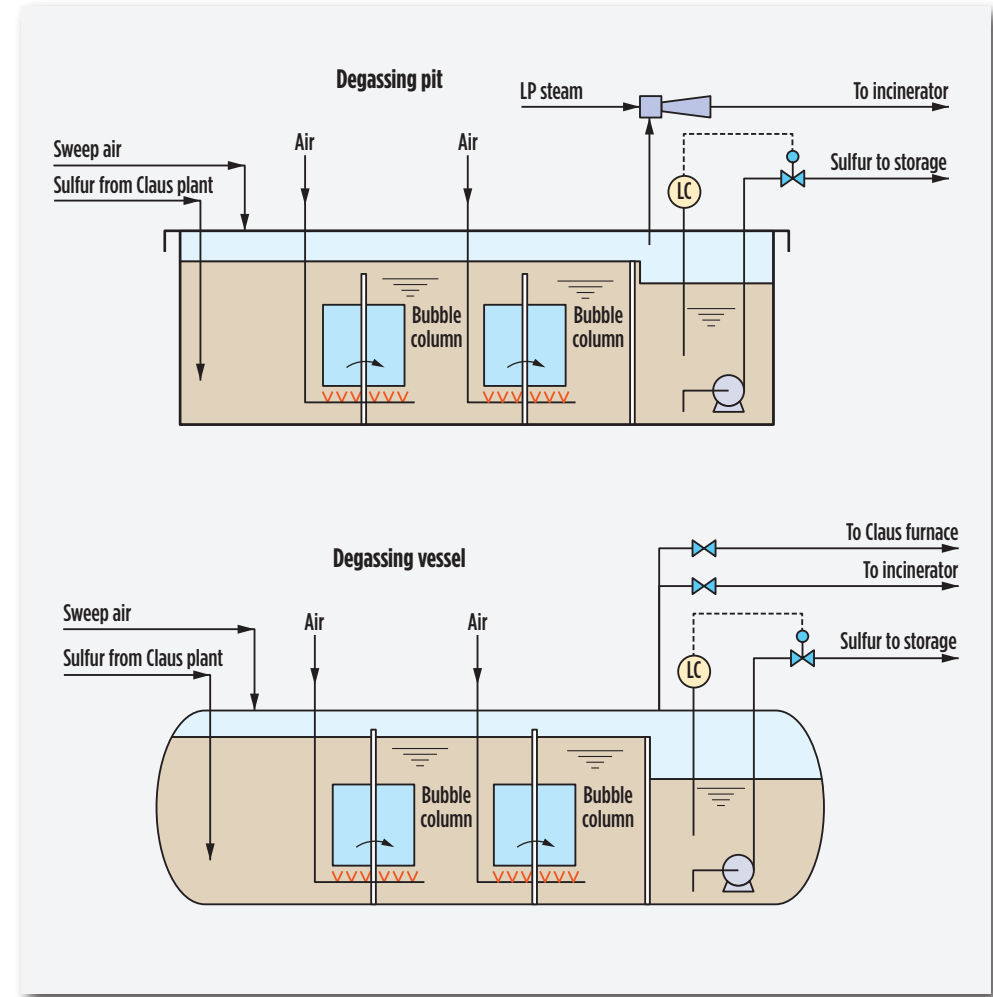 Degassing pit
LP steam
To incinerator
Air
Air
Sweep air
Sulfur from Claus plant
LC
Sulfur to storage
Bubble
column
Bubble
column
Degassing vessel
To Claus furnace
To incinerator
Sweep air
Air
Air
Sulfur from Claus plant
LC
Sulfur to storage
Bubble
column
Bubble
column